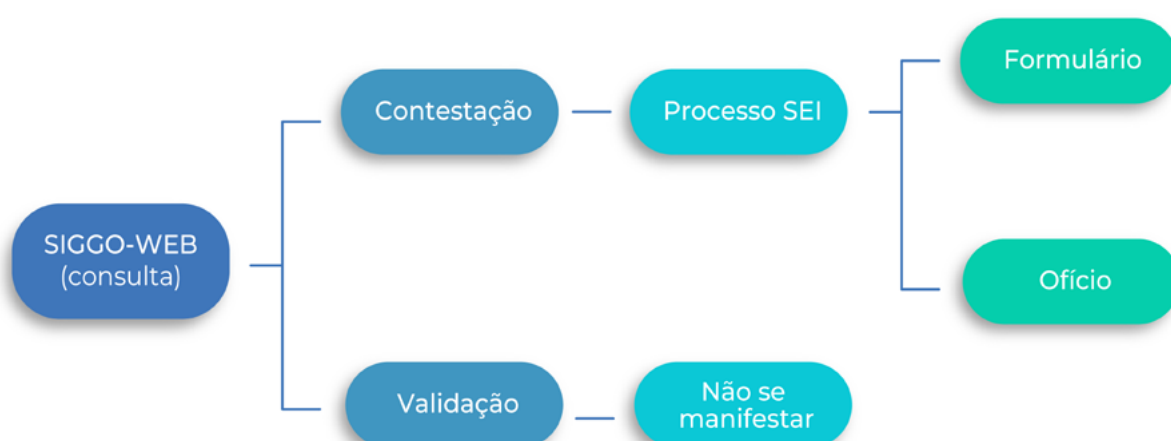 Formulário
Contestação
Processo SEI
SIGGO-WEB
(consulta)
Ofício
Validação
Não se
manifestar